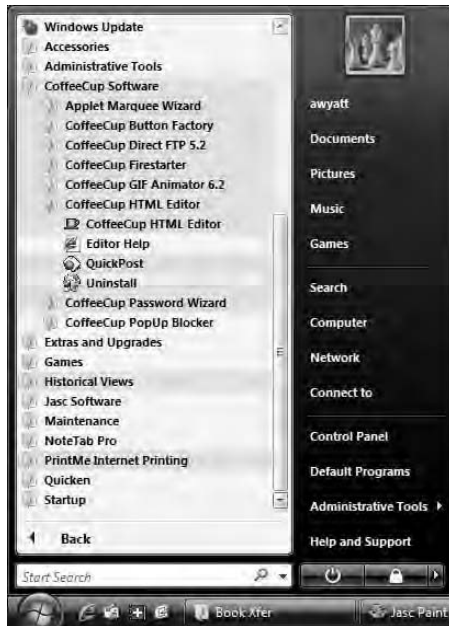 Windows Update
Accessories
Administrative Tools
CoffeeCup Software
Applet Marquee Wizard
CoffeeCup Button Factory
CoffeeCup Direct FTP 5.2
CoffeeCup Firestarter
CoffeeCup GIF Animator 6.2
CoffeeCup HTML Editor
CoffeeCup HTML Editor
Editor Help
QuickPost
Uninstall
CoffeeCup Password Wizard
CoffeeCup PopUp Blocker
Extras and Upgrades
Games
Historical Views
Jasc Software
Maintenance
NoteTab Pro
PrintMe Internet Printing
Quicken
Startup
Back
Start Search
awyatt
Documents
Pictures
Music
Games
Search
Computer
Network
Connect to
Control Panel
Default Programs
Administrative Tools
Help and Support
Book Xfer
Jasc Paint